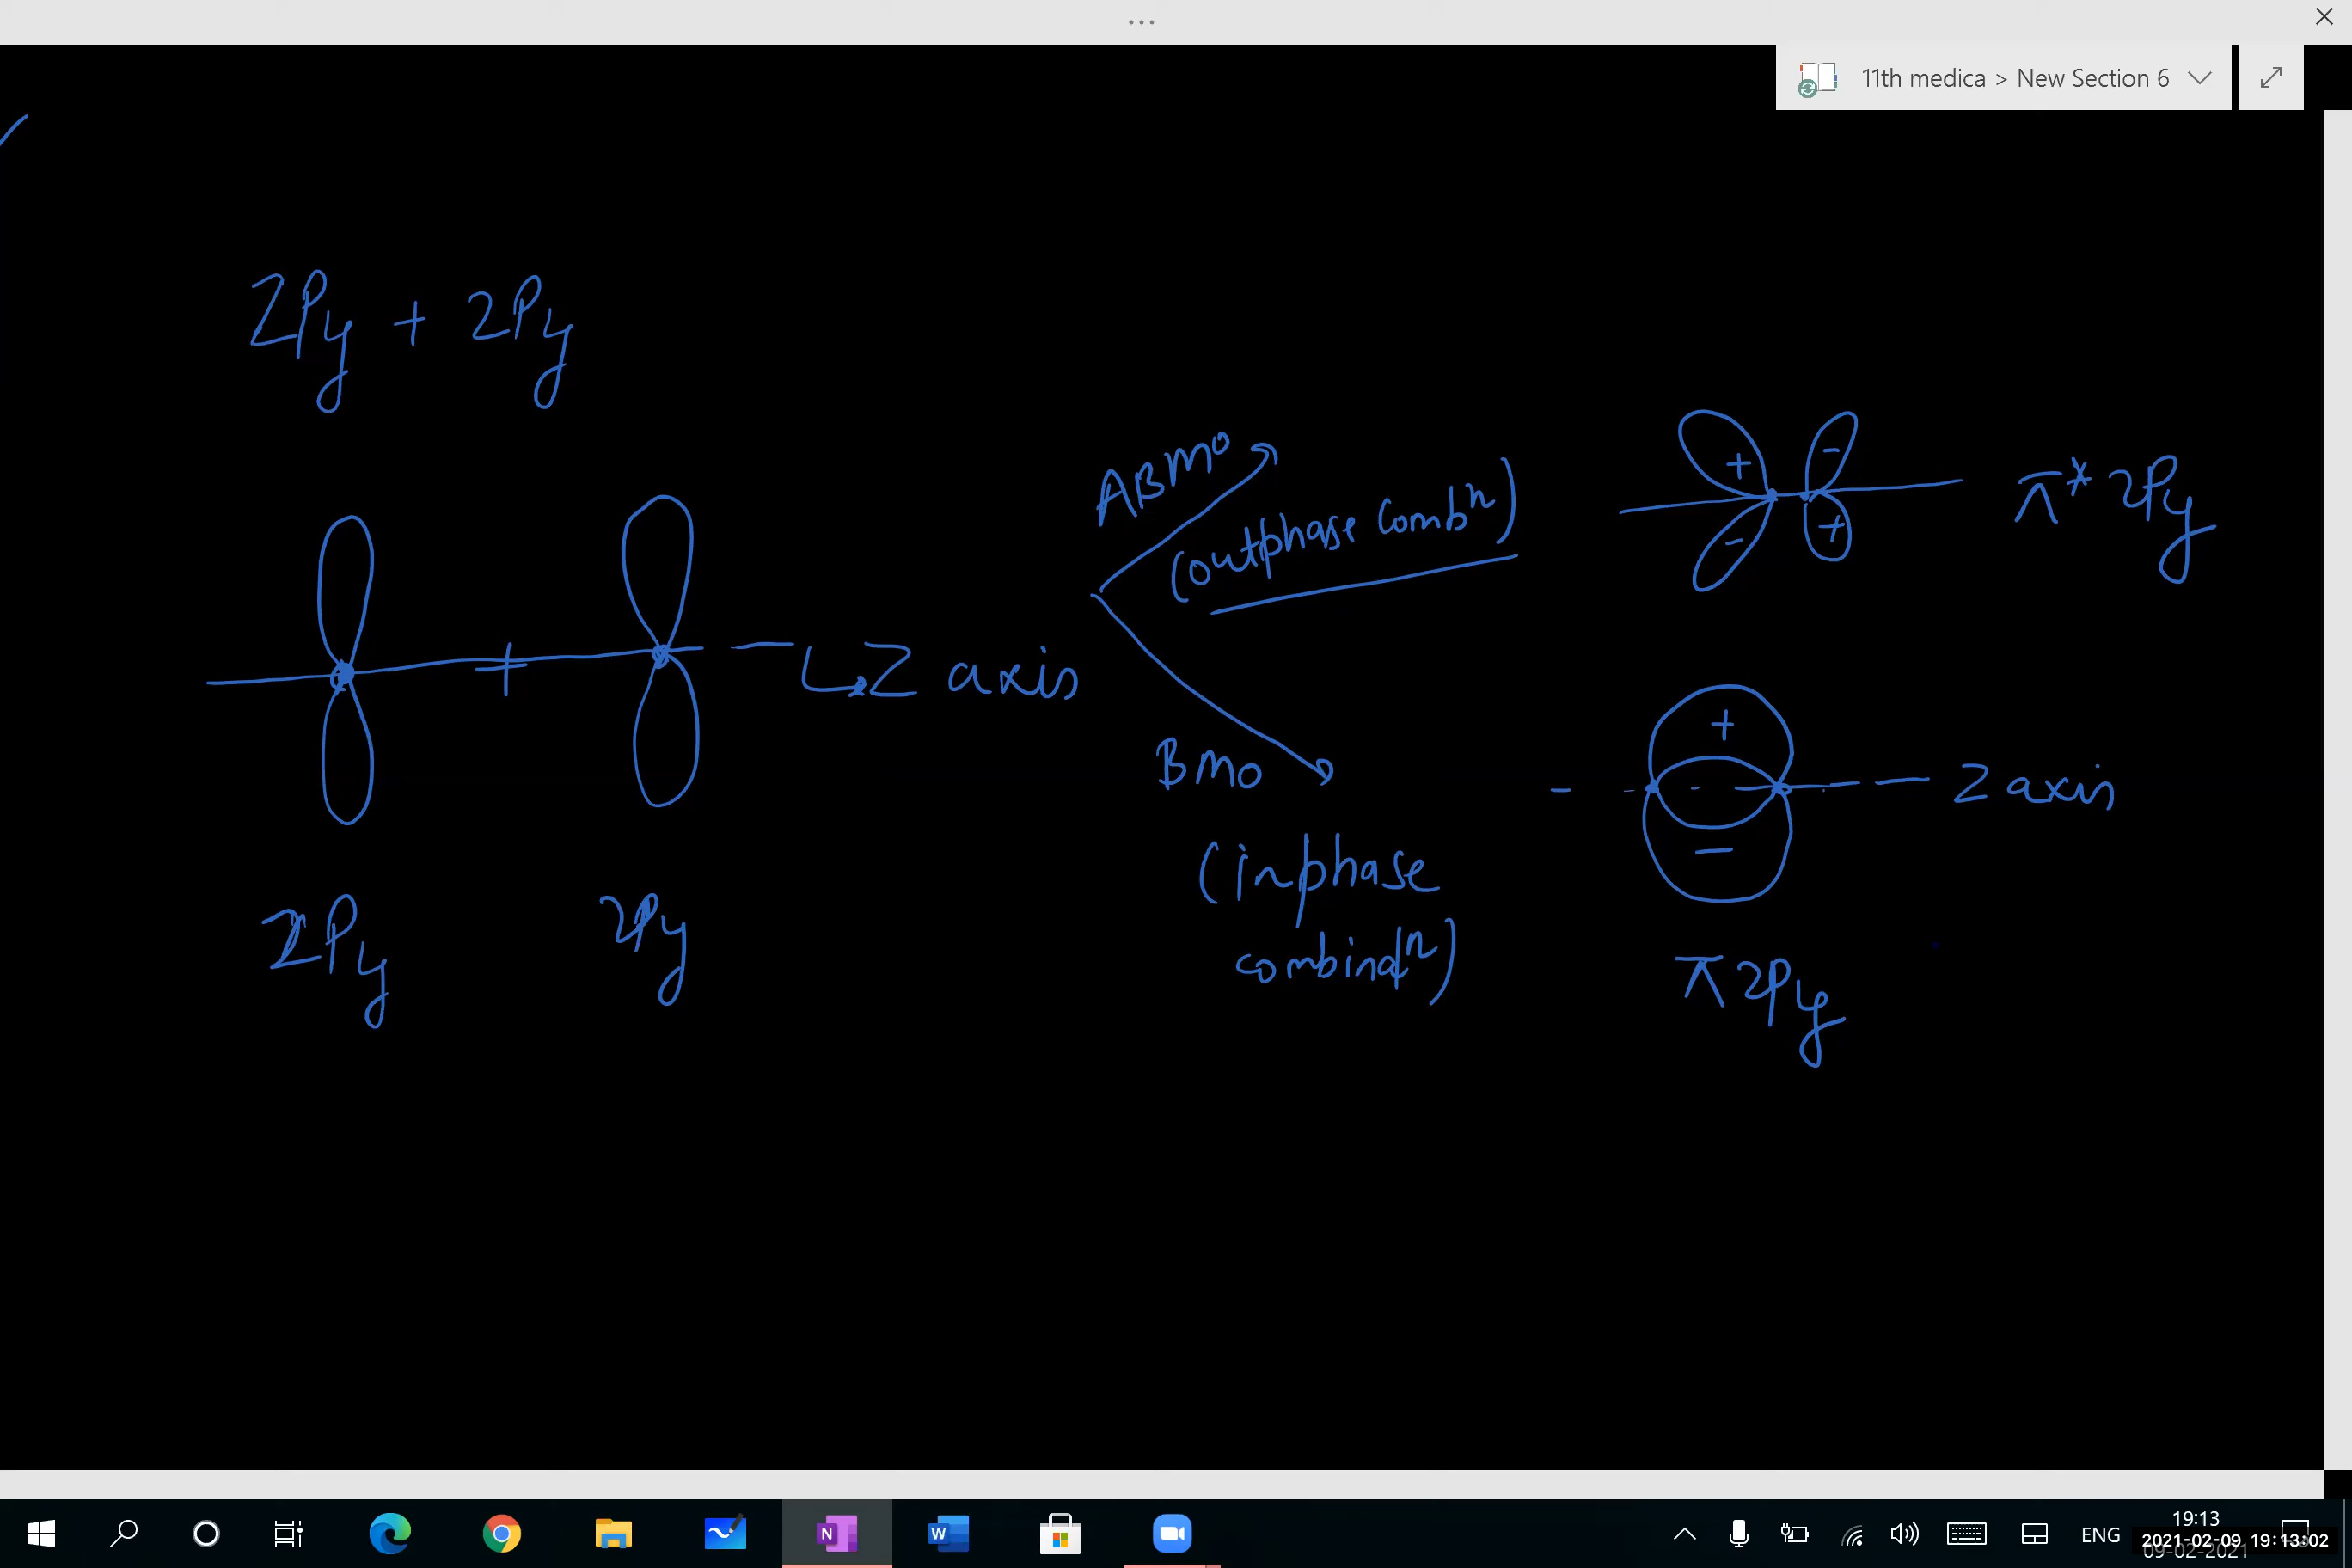 ...
11th medica > New Section 6
2Py + 2Py
ABMO
(outphase Combⁿ)
+
-
-
+
π* 2Py
+
Z axis
BMO
(inphase
combinatⁿ)
+
-
Z axis
2Py
2Py
π 2Py
N
W
ENG
19:13
09-02-2021
2021-02-09 19:13:02